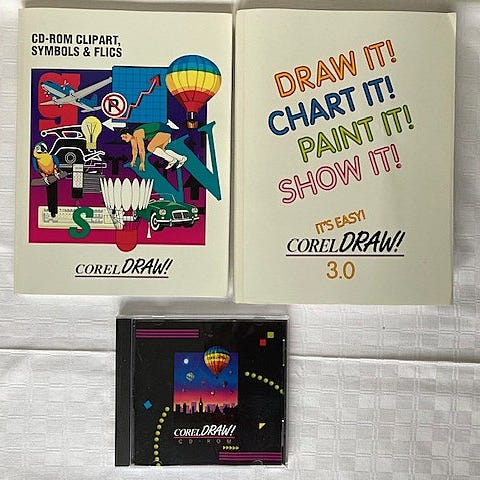 CD-ROM CLIPART,
SYMBOLS & FLICS
R
S
COREL DRAW!
DRAW IT!
CHART IT!
PAINT IT!
SHOW IT!
IT'S EASY!
COREL DRAW!
3.0
COREL DRAW!
CD-ROM